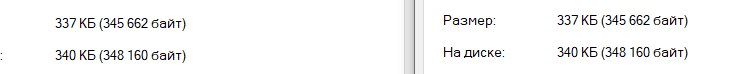 337 КБ (345 662 байт)
: 340 КБ (348 160 байт)
Размер: 337 КБ (345 662 байт)
На диске: 340 КБ (348 160 байт)